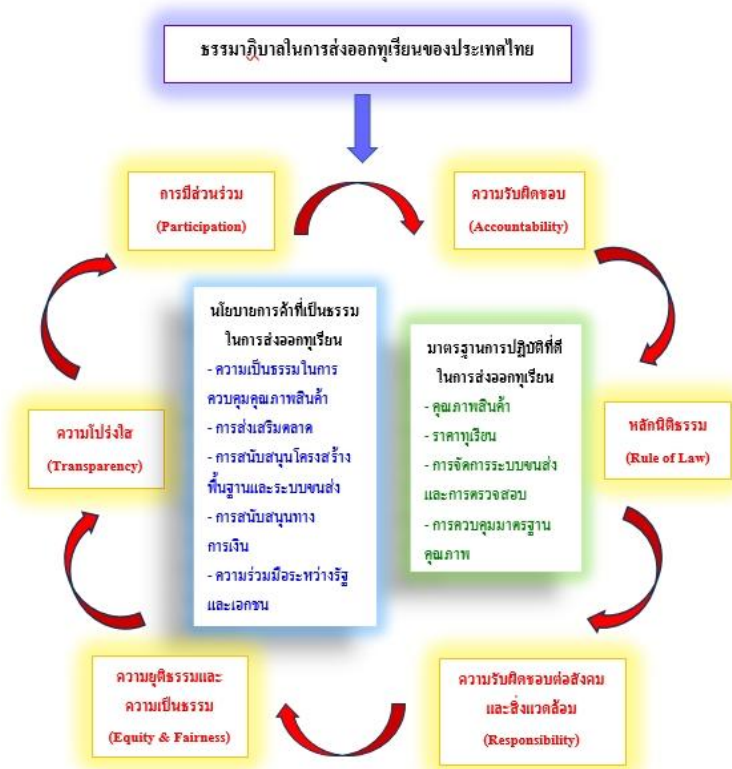 ธรรมาภิบาลในการส่งออกทุเรียนของประเทศไทย
การมีส่วนร่วม
(Participation)
ความรับผิดชอบ
(Accountability)
นโยบายการค้าที่เป็นธรรม
ในการส่งออกทุเรียน
- ความเป็นธรรมในการ
ควบคุมคุณภาพสินค้า
- การส่งเสริมตลาด
- การสนับสนุนโครงสร้าง
พื้นฐานและระบบขนส่ง
- การสนับสนุนทาง
การเงิน
- ความร่วมมือระหว่างรัฐ
และเอกชน
มาตรฐานการปฏิบัติที่ดี
ในการส่งออกทุเรียน
- คุณภาพสินค้า
- ราคาทุเรียน
- การจัดการระบบขนส่ง
และการตรวจสอบ
- การควบคุมมาตรฐาน
คุณภาพ
ความโปร่งใส
(Transparency)
หลักนิติธรรม
(Rule of Law)
ความยุติธรรมและ
ความเป็นธรรม
(Equity & Fairness)
ความรับผิดชอบต่อสังคม
และสิ่งแวดล้อม
(Responsibility)